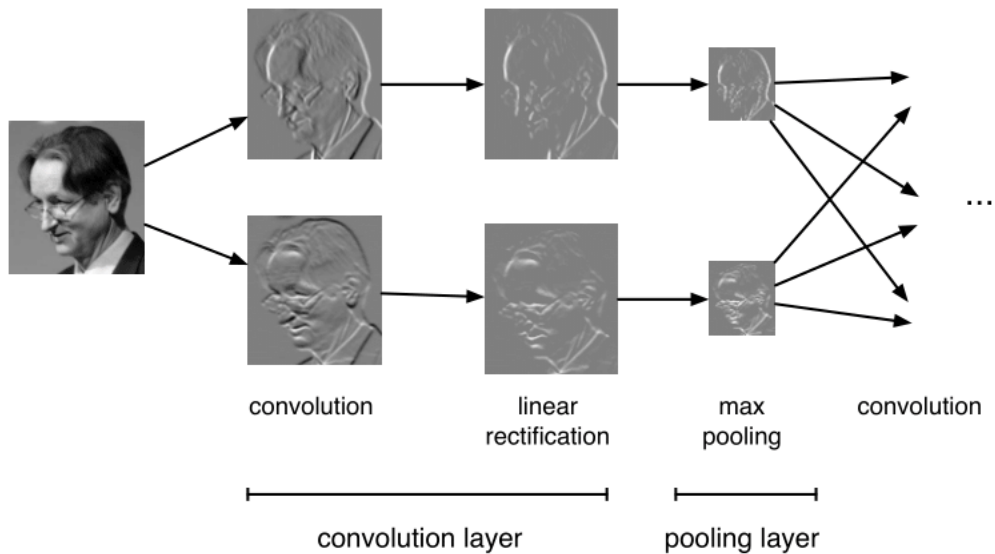 ...
convolution
linear
rectification
max
pooling
convolution
convolution layer
pooling layer